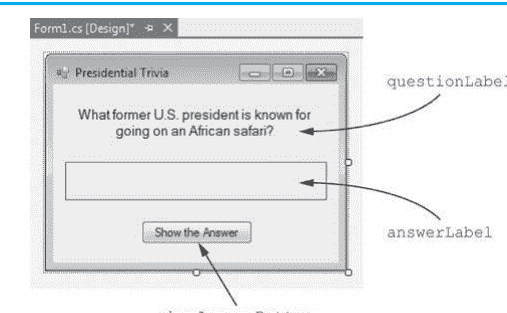 Form1.cs [Design]*
Presidential Trivia
questionLabel
What former U.S. president is known for
going on an African safari?
answerLabel
Show the Answer